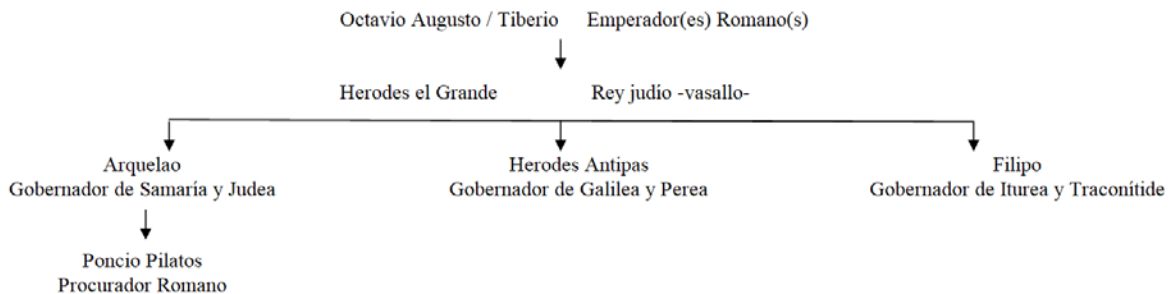 Octavio Augusto / Tiberio Emperador(es) Romano(s)
Herodes el Grande Rey judío -vasallo-
Arquelao
Gobernador de Samaría y Judea
Herodes Antipas
Gobernador de Galilea y Perea
Filipo
Gobernador de Iturea y Traconítide
Poncio Pilatos
Procurador Romano